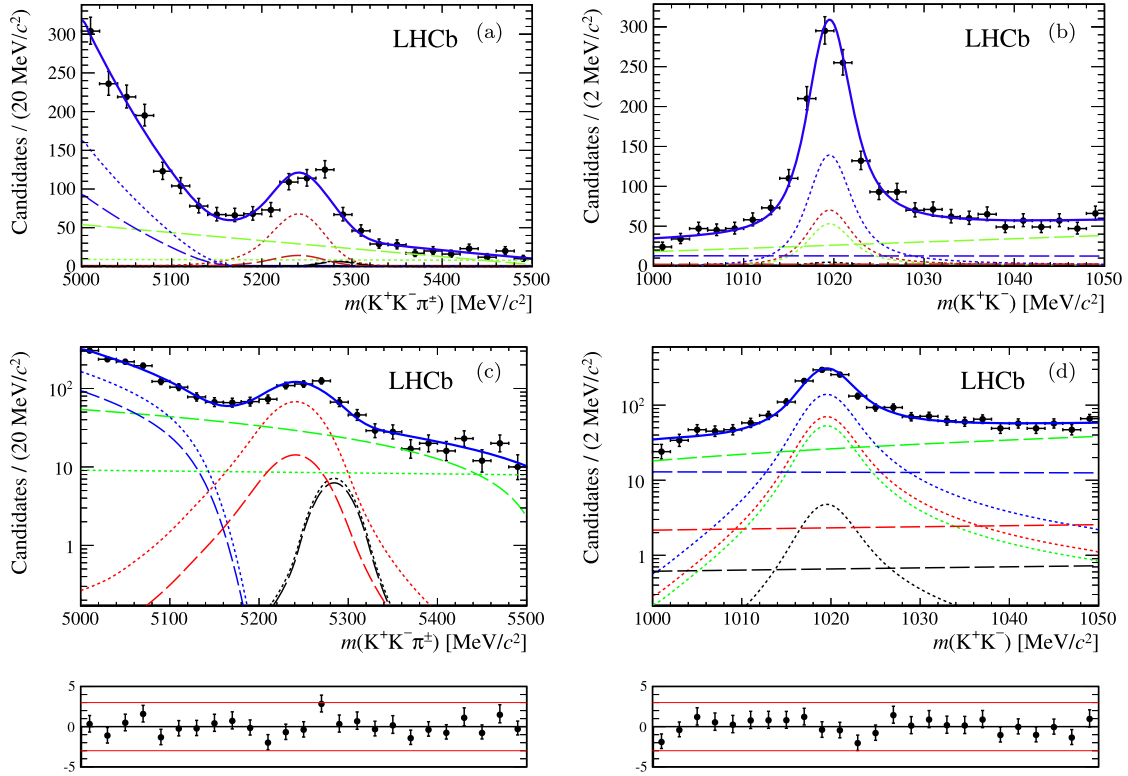 Candidates / (20 MeV/c²)
300
250
200
150
100
50
0
LHCb
(a)
5000 5100 5200 5300 5400 5500
m(K⁺K⁻π±) [MeV/c²]
Candidates / (2 MeV/c²)
300
250
200
150
100
50
0
LHCb
(b)
1000 1010 1020 1030 1040 1050
m(K⁺K⁻) [MeV/c²]
Candidates / (20 MeV/c²)
10²
10
1
LHCb
(c)
5000 5100 5200 5300 5400 5500
m(K⁺K⁻π±) [MeV/c²]
Candidates / (2 MeV/c²)
10²
10
1
LHCb
(d)
1000 1010 1020 1030 1040 1050
m(K⁺K⁻) [MeV/c²]
5
0
-5
5
0
-5